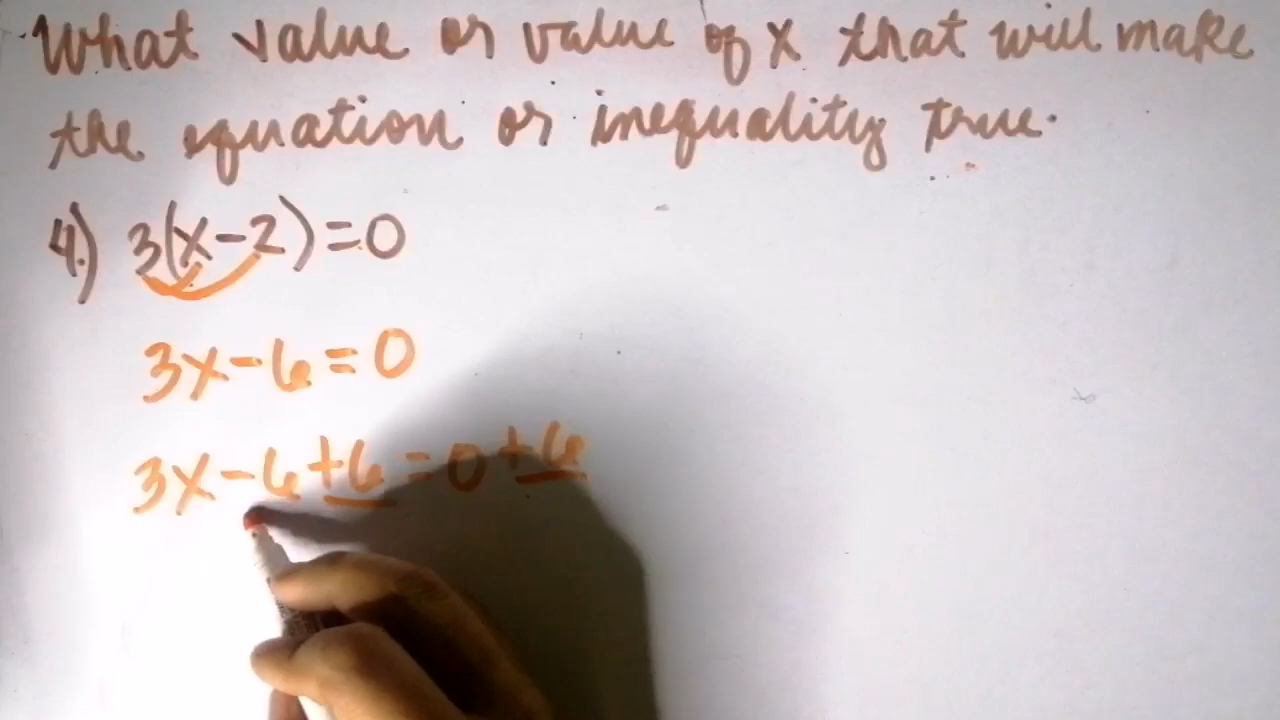 What value or value of x that will make
the equation or inequality true.
4.) 3(x-2)=0
3x-6=0
3x-6+6=0+6